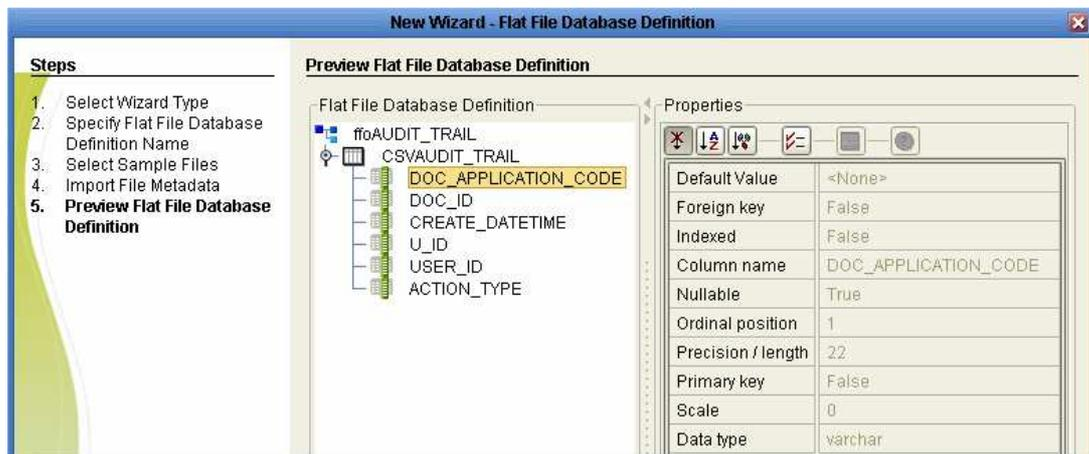 New Wizard - Flat File Database Definition
Steps
1. Select Wizard Type
2. Specify Flat File Database
Definition Name
3. Select Sample Files
4. Import File Metadata
5. Preview Flat File Database
Definition
Preview Flat File Database Definition
Flat File Database Definition
ffoAUDIT_TRAIL
CSVAUDIT_TRAIL
DOC_APPLICATION_CODE
DOC_ID
CREATE_DATETIME
U_ID
USER_ID
ACTION_TYPE
Properties
Default Value <None>
Foreign key False
Indexed False
Column name DOC_APPLICATION_CODE
Nullable True
Ordinal position 1
Precision / length 22
Primary key False
Scale 0
Data type varchar